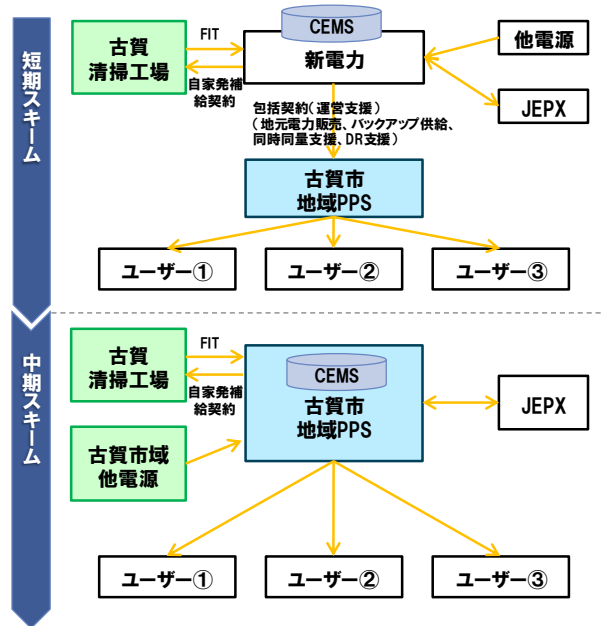 短期スキーム
古賀
清掃工場
FIT
自家発補
給契約
CEMS
新電力
他電源
JEPX
包括契約(運営支援)
(地元電力販売、バックアップ供給、
同時同量支援、DR支援)
古賀市
地域PPS
ユーザー①
ユーザー②
ユーザー③
中期スキーム
古賀
清掃工場
FIT
自家発補
給契約
古賀市域
他電源
CEMS
古賀市
地域PPS
JEPX
ユーザー①
ユーザー②
ユーザー③